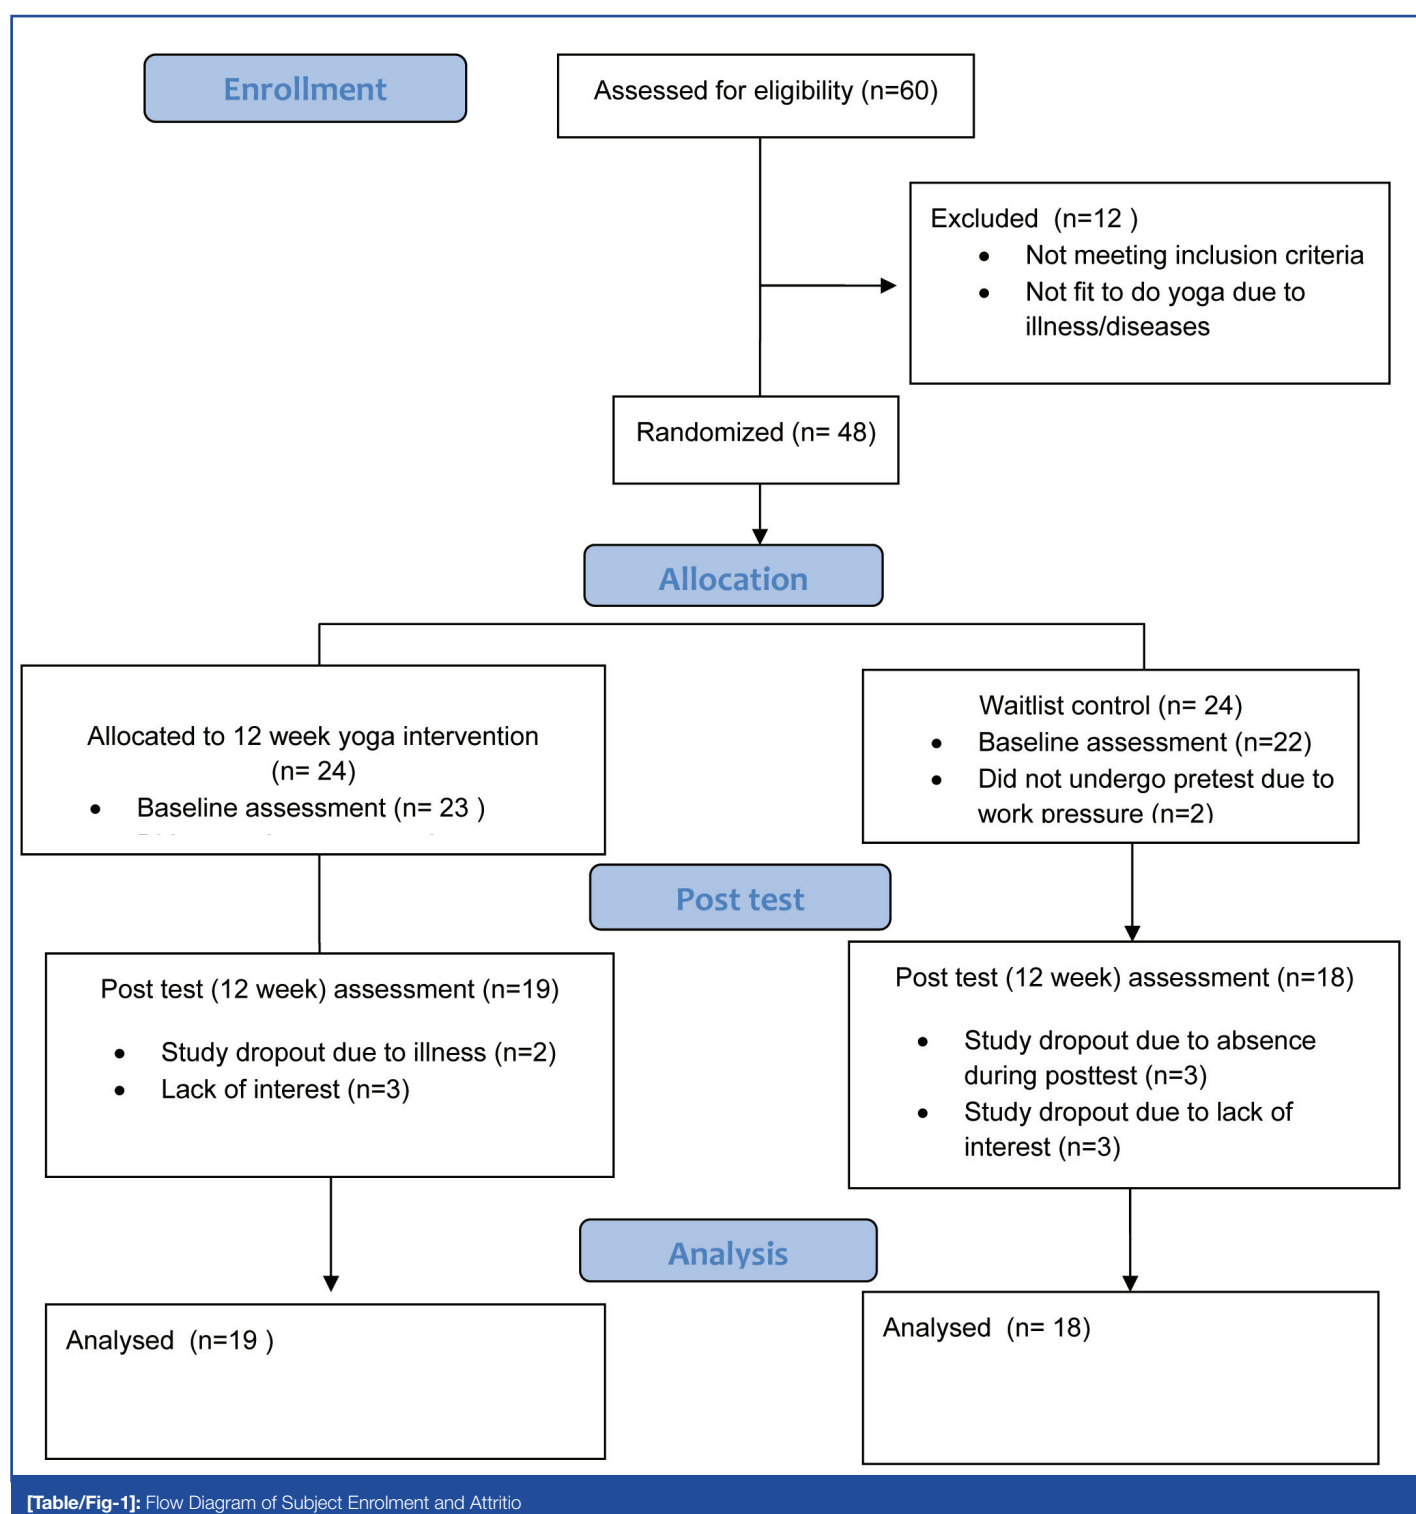 Enrollment
Assessed for eligibility (n=60)
Excluded  (n=12 )
• Not meeting inclusion criteria
• Not fit to do yoga due to
illness/diseases
Randomized (n= 48)
Allocation
Allocated to 12 week yoga intervention
(n= 24)
• Baseline assessment (n= 23 )
Waitlist control (n= 24)
• Baseline assessment (n=22)
• Did not undergo pretest due to
work pressure (n=2)
Post test
Post test (12 week) assessment (n=19)
• Study dropout due to illness (n=2)
• Lack of interest (n=3)
Post test (12 week) assessment (n=18)
• Study dropout due to absence
during posttest (n=3)
• Study dropout due to lack of
interest (n=3)
Analysis
Analysed  (n=19 )
Analysed  (n= 18)
[Table/Fig-1]: Flow Diagram of Subject Enrolment and Attritio